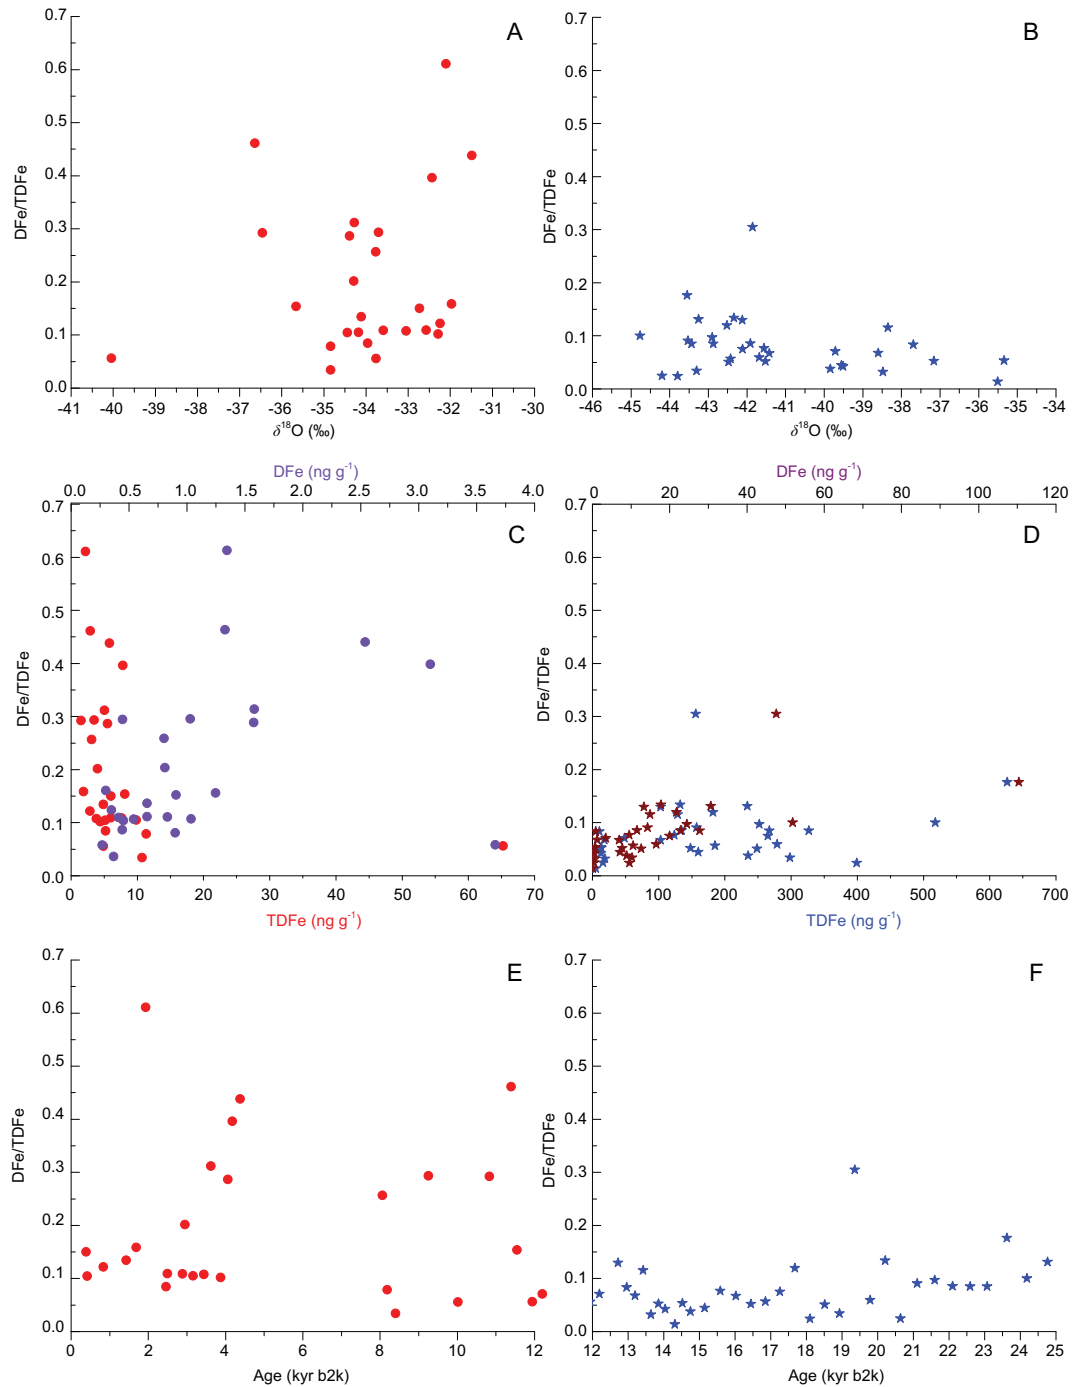 A
0.7
0.6
0.5
0.4
0.3
0.2
0.1
0.0
DFe/TDFe
-41 -40 -39 -38 -37 -36 -35 -34 -33 -32 -31 -30
δ18O (‰)
B
0.7
0.6
0.5
0.4
0.3
0.2
0.1
0.0
DFe/TDFe
-46 -45 -44 -43 -42 -41 -40 -39 -38 -37 -36 -35 -34
δ18O (‰)
DFe (ng g-1)
0.0 0.5 1.0 1.5 2.0 2.5 3.0 3.5 4.0
C
0.7
0.6
0.5
0.4
0.3
0.2
0.1
0.0
DFe/TDFe
0 10 20 30 40 50 60 70
TDFe (ng g-1)
DFe (ng g-1)
0 20 40 60 80 100 120
D
0.7
0.6
0.5
0.4
0.3
0.2
0.1
0.0
DFe/TDFe
0 100 200 300 400 500 600 700
TDFe (ng g-1)
E
0.7
0.6
0.5
0.4
0.3
0.2
0.1
0.0
DFe/TDFe
0 2 4 6 8 10 12
Age (kyr b2k)
F
0.7
0.6
0.5
0.4
0.3
0.2
0.1
0.0
DFe/TDFe
12 13 14 15 16 17 18 19 20 21 22 23 24 25
Age (kyr b2k)